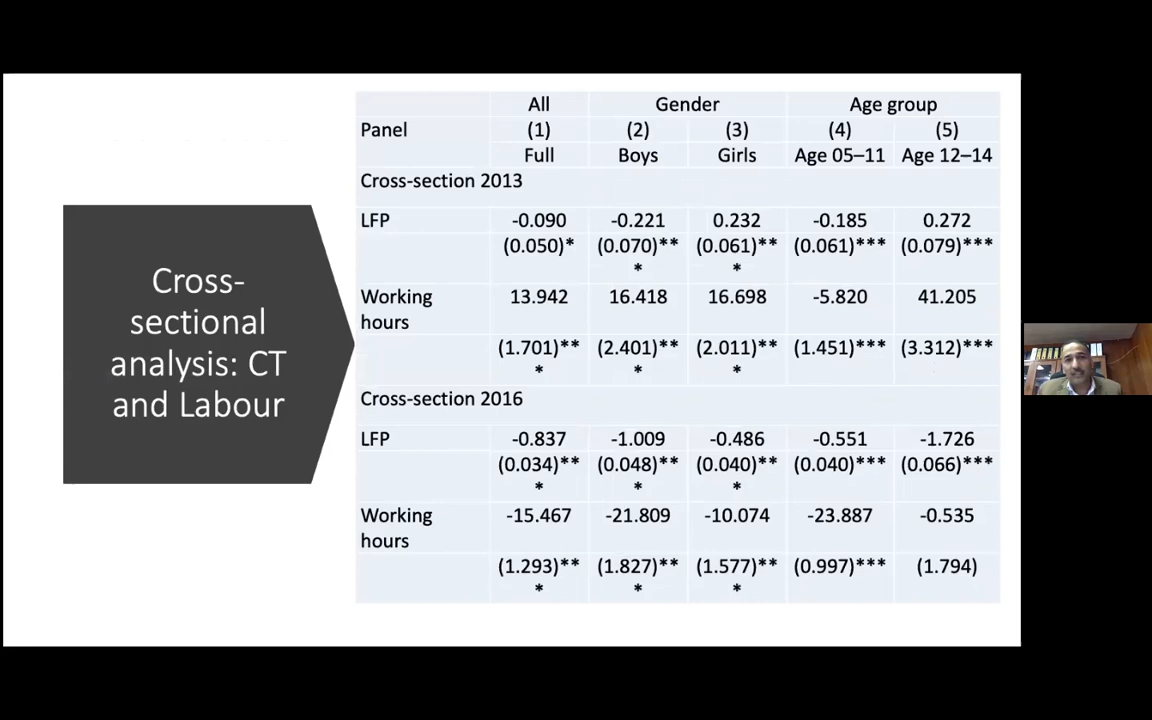 Cross-
sectional
analysis: CT
and Labour
All Gender Age group
Panel (1) (2) (3) (4) (5)
Full Boys Girls Age 05–11 Age 12–14
Cross-section 2013
LFP -0.090 -0.221 0.232 -0.185 0.272
(0.050)* (0.070)** (0.061)** (0.061)*** (0.079)***
* *
Working 13.942 16.418 16.698 -5.820 41.205
hours
(1.701)** (2.401)** (2.011)** (1.451)*** (3.312)***
* * *
Cross-section 2016
LFP -0.837 -1.009 -0.486 -0.551 -1.726
(0.034)** (0.048)** (0.040)** (0.040)*** (0.066)***
* * *
Working -15.467 -21.809 -10.074 -23.887 -0.535
hours
(1.293)** (1.827)** (1.577)** (0.997)*** (1.794)
* * *